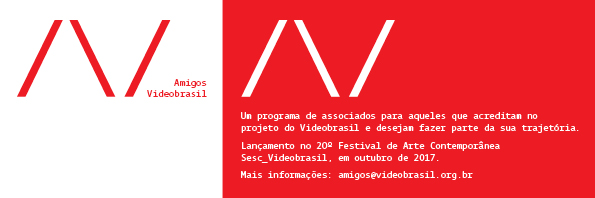 Amigos
Videobrasil
Um programa de associados para aqueles que acreditam no
projeto do Videobrasil e desejam fazer parte da sua trajetória.
Lançamento no 20º Festival de Arte Contemporânea
Sesc_Videobrasil, em outubro de 2017.
Mais informações: amigos@videobrasil.org.br